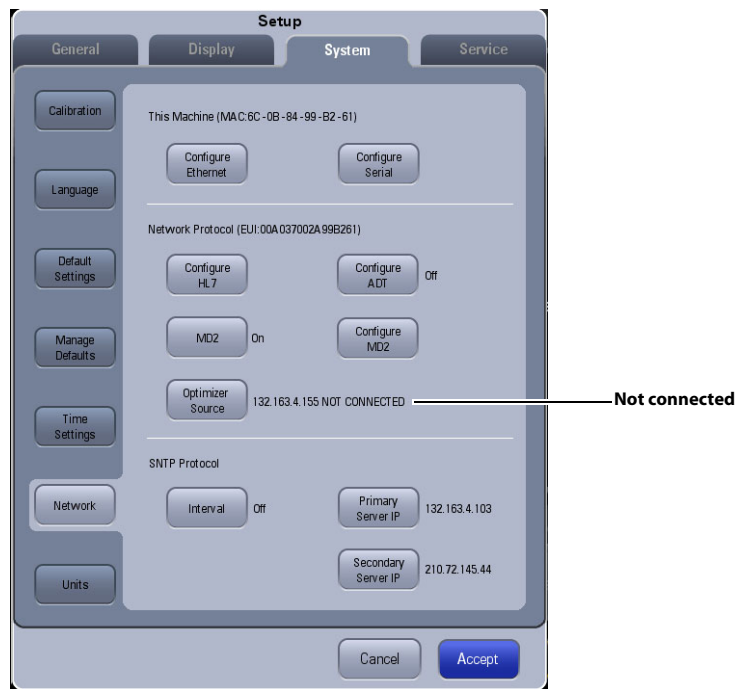 Setup
General
Display
System
Service
Calibration
Language
Default
Settings
Manage
Defaults
Time
Settings
Network
Units
This Machine (MAC:6C-0B-84-99-B2-61)
Configure
Ethernet
Configure
Serial
Network Protocol (EUI:00A037002A99B261)
Configure
HL7
Configure
ADT
Off
MD2
On
Configure
MD2
Optimizer
Source
132.163.4.155 NOT CONNECTED
Not connected
SNTP Protocol
Interval
Off
Primary
Server IP
132.163.4.103
Secondary
Server IP
210.72.145.44
Cancel
Accept